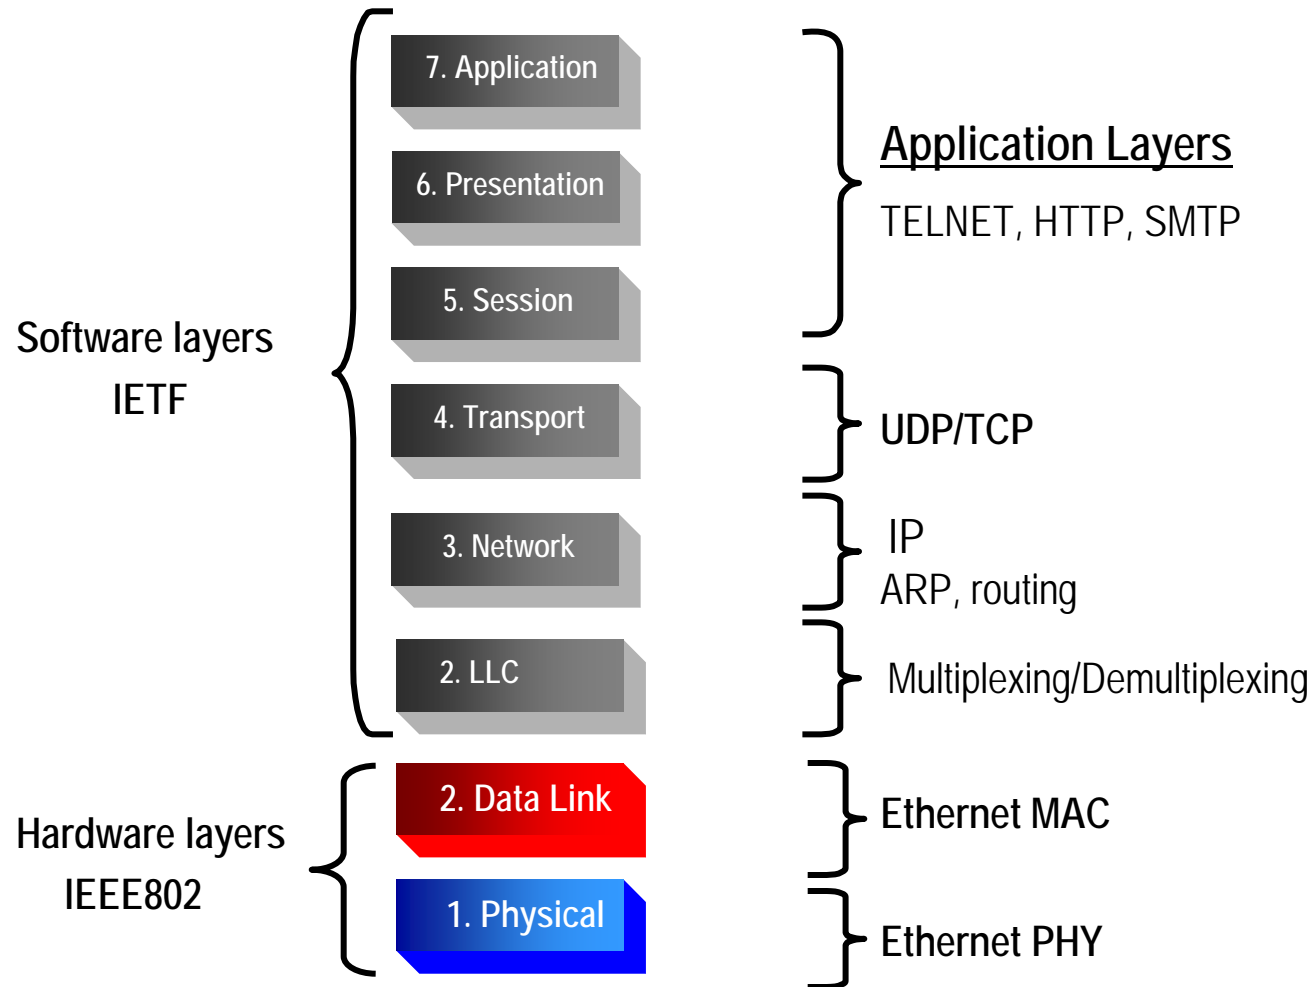 7. Application
6. Presentation
5. Session
4. Transport
3. Network
2. LLC
2. Data Link
1. Physical
Software layers
IETF
Hardware layers
IEEE802
Application Layers
TELNET, HTTP, SMTP
UDP/TCP
IP
ARP, routing
Multiplexing/Demultiplexing
Ethernet MAC
Ethernet PHY